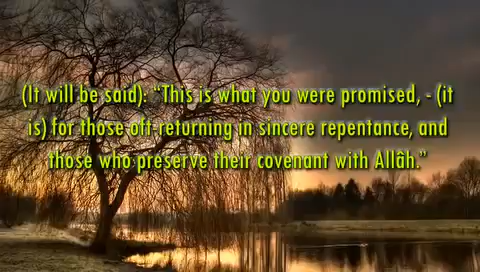 (It will be said): “This is what you were promised, - (it
is) for those oft-returning in sincere repentance, and
those who preserve their covenant with Allâh.”